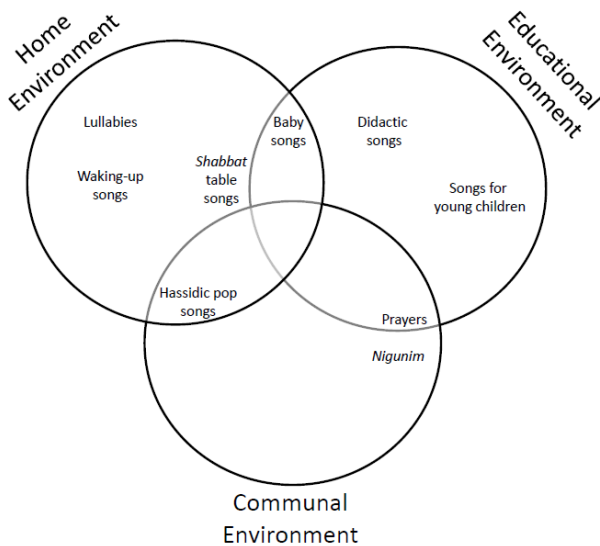 Home
Environment
Educational
Environment
Lullabies
Waking-up
songs
Shabbat
table
songs
Baby
songs
Didactic
songs
Songs for
young children
Hassidic pop
songs
Prayers
Nigunim
Communal
Environment